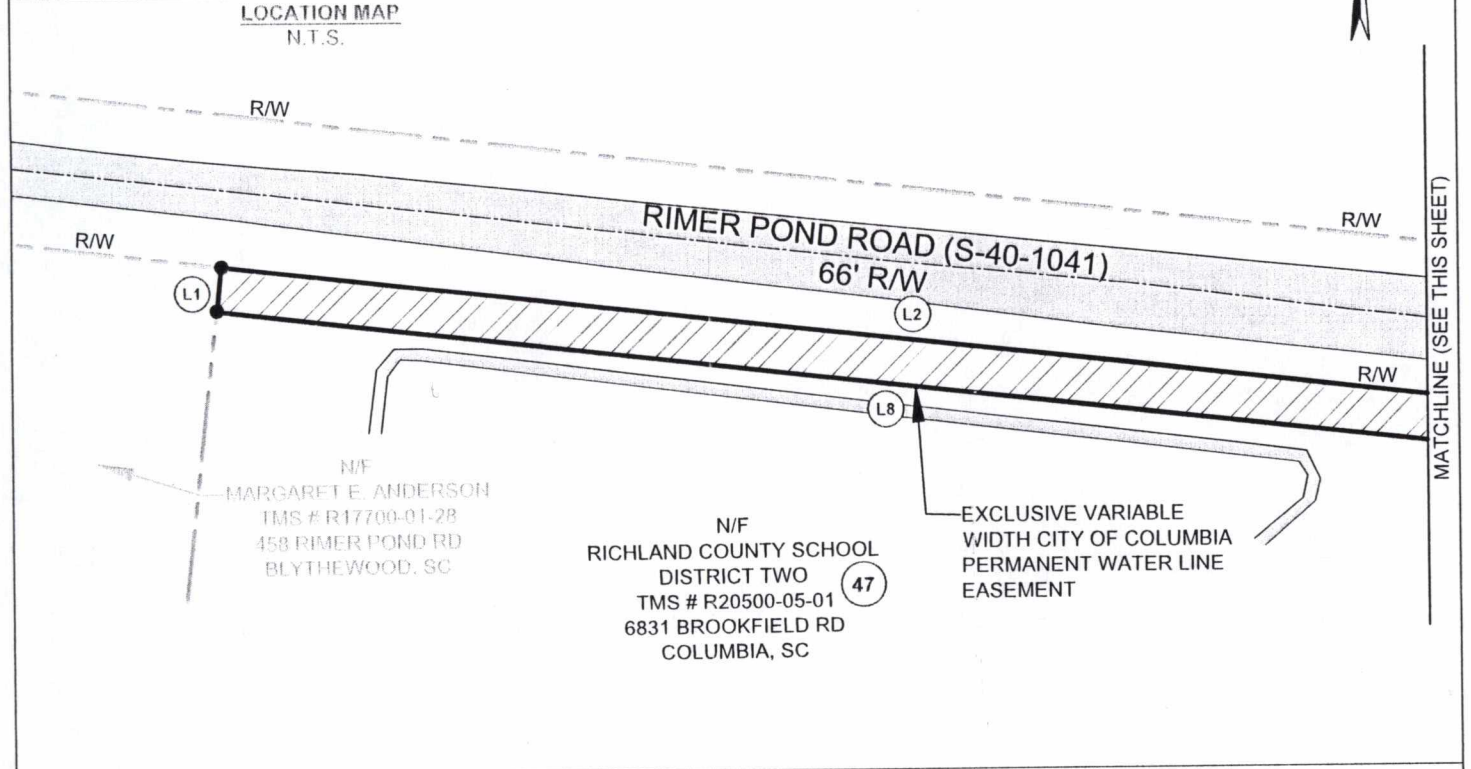 LOCATION MAP
N.T.S.
R/W
R/W
RIMER POND ROAD (S-40-1041)
66' R/W
R/W
L1
L2
R/W
L8
MATCHLINE (SEE THIS SHEET)
N/F
MARGARET E. ANDERSON
TMS # R17700-01-28
458 RIMER POND RD
BLYTHEWOOD, SC
N/F
RICHLAND COUNTY SCHOOL
DISTRICT TWO
47
TMS # R20500-05-01
6831 BROOKFIELD RD
COLUMBIA, SC
EXCLUSIVE VARIABLE
WIDTH CITY OF COLUMBIA
PERMANENT WATER LINE
EASEMENT